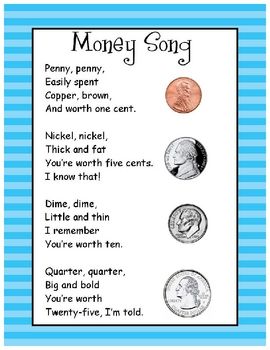 Money Song
Penny, penny,
Easily spent
Copper, brown,
And worth one cent.
Nickel, nickel,
Thick and fat
You're worth five cents.
I know that!
Dime, dime,
Little and thin
I remember
You're worth ten.
Quarter, quarter,
Big and bold
You're worth
Twenty-five, I'm told.